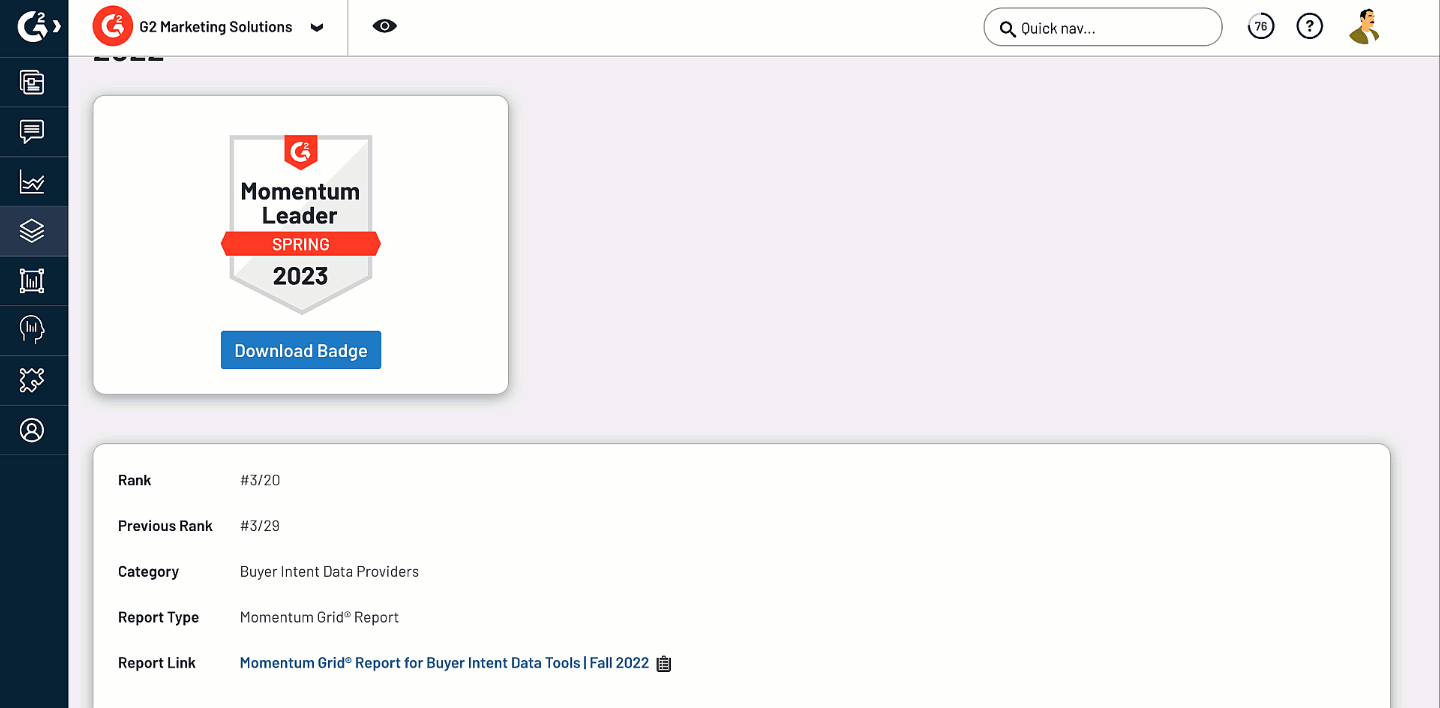 G2 Marketing Solutions
Quick nav...
76
?
2022
G2
Momentum
Leader
SPRING
2023
Download Badge
Rank #3/20
Previous Rank #3/29
Category Buyer Intent Data Providers
Report Type Momentum Grid® Report
Report Link Momentum Grid® Report for Buyer Intent Data Tools | Fall 2022